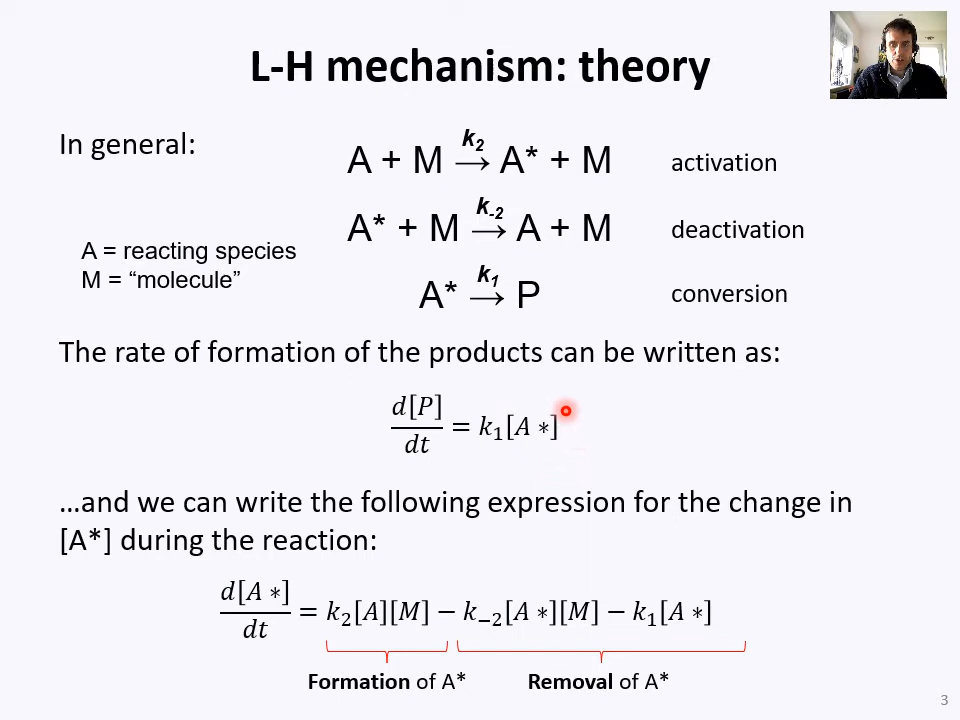 L-H mechanism: theory
In general:
A + M k₂→ A* + M activation
A* + M k₋₂→ A + M deactivation
A = reacting species
M = “molecule”
A* k₁→ P conversion
The rate of formation of the products can be written as:
d[P]/dt = k₁[A ∗]
…and we can write the following expression for the change in
[A*] during the reaction:
d[A ∗]/dt = k₂[A][M] − k₋₂[A ∗][M] − k₁[A ∗]
Formation of A* Removal of A*
3